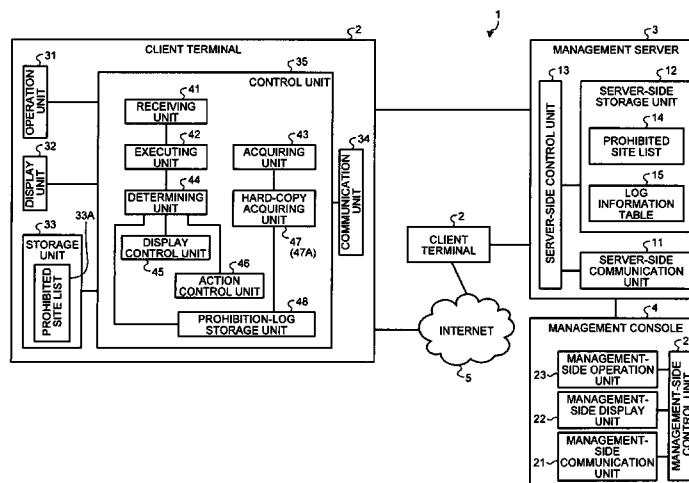 1
2
CLIENT TERMINAL
31
OPERATION
UNIT
32
DISPLAY
UNIT
33
33A
STORAGE
UNIT
PROHIBITED
SITE LIST
35
CONTROL UNIT
41
RECEIVING
UNIT
42
EXECUTING
UNIT
43
ACQUIRING
UNIT
44
DETERMINING
UNIT
HARD-COPY
ACQUIRING
UNIT
47
(47A)
DISPLAY
CONTROL UNIT
45
46
ACTION
CONTROL UNIT
48
PROHIBITION-LOG
STORAGE UNIT
34
COMMUNICATION
UNIT
2
CLIENT
TERMINAL
INTERNET
5
3
MANAGEMENT SERVER
13
SERVER-SIDE CONTROL UNIT
12
SERVER-SIDE
STORAGE UNIT
14
PROHIBITED
SITE LIST
15
LOG
INFORMATION
TABLE
11
SERVER-SIDE
COMMUNICATION
UNIT
4
MANAGEMENT CONSOLE
23
MANAGEMENT-
SIDE OPERATION
UNIT
22
MANAGEMENT-
SIDE DISPLAY
UNIT
21
MANAGEMENT-
SIDE
COMMUNICATION UNIT
MANAGEMENT-SIDE
CONTROL UNIT